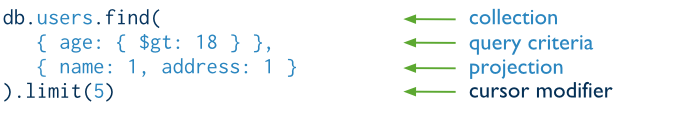 db.users.find( collection
{ age: { $gt: 18 } }, query criteria
{ name: 1, address: 1 } projection
).limit(5) cursor modifier